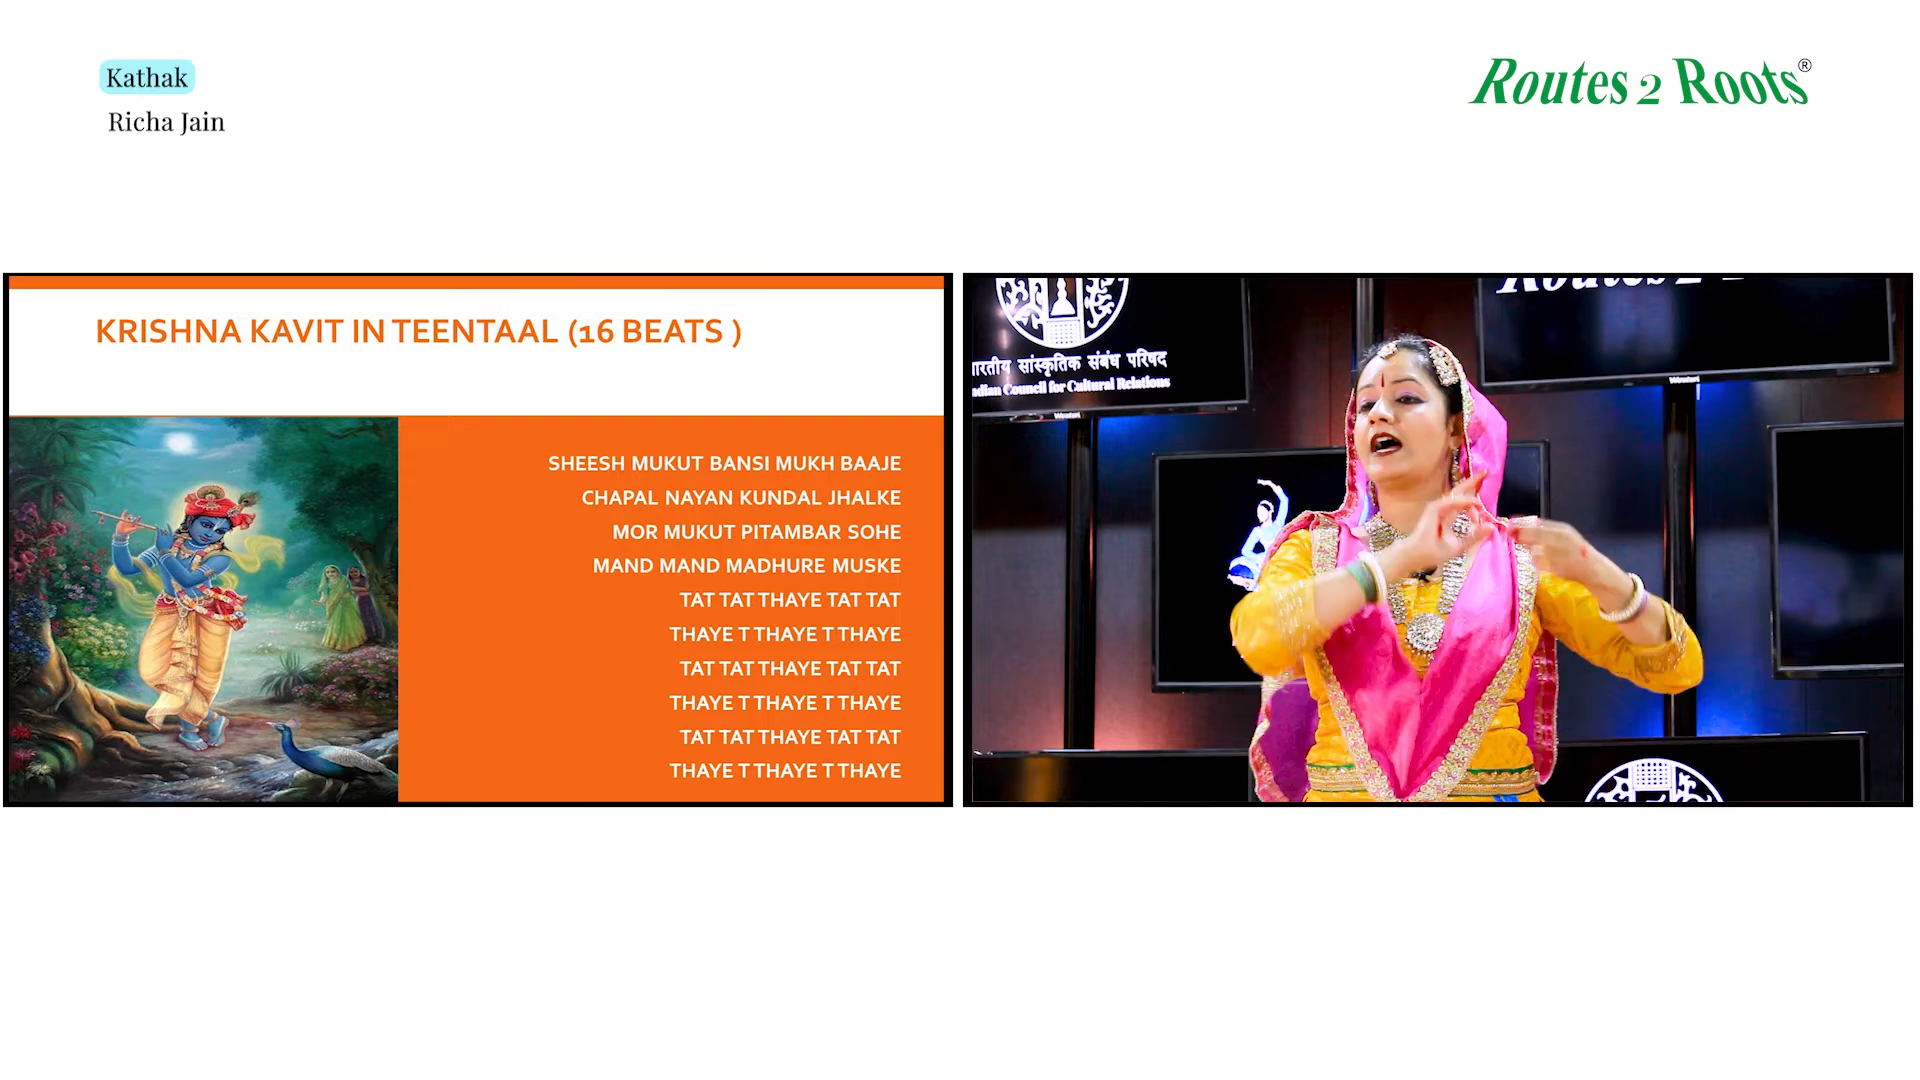 Kathak
Richa Jain
Routes 2 Roots®
KRISHNA KAVIT IN TEENTAAL (16 BEATS )
SHEESH MUKUT BANSI MUKH BAAJE
CHAPAL NAYAN KUNDAL JHALKE
MOR MUKUT PITAMBAR SOHE
MAND MAND MADHURE MUSKE
TAT TAT THAYE TAT TAT
THAYE T THAYE T THAYE
TAT TAT THAYE TAT TAT
THAYE T THAYE T THAYE
TAT TAT THAYE TAT TAT
THAYE T THAYE T THAYE
सांस्कृतिक संबंध परिषद
Council for Cultural Relations
Routes 2